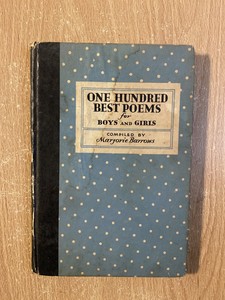 ONE HUNDRED
BEST POEMS
for
BOYS AND GIRLS
COMPILED BY
Marjorie Barrows